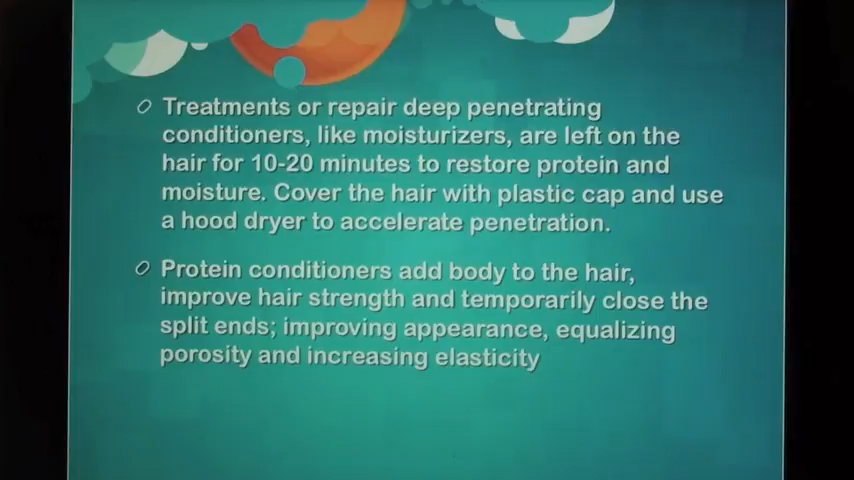 Treatments or repair deep penetrating
conditioners, like moisturizers, are left on the
hair for 10-20 minutes to restore protein and
moisture. Cover the hair with plastic cap and use
a hood dryer to accelerate penetration.
Protein conditioners add body to the hair,
improve hair strength and temporarily close the
split ends; improving appearance, equalizing
porosity and increasing elasticity